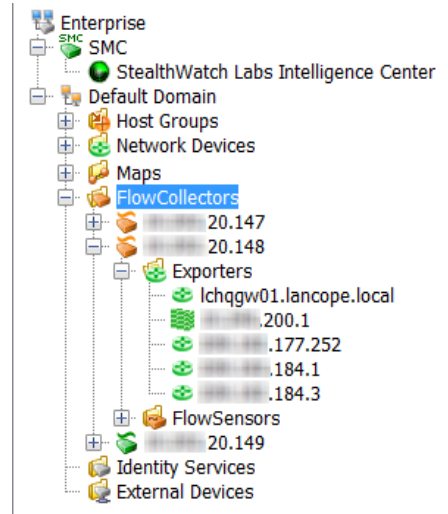 Enterprise
SMC
SMC
StealthWatch Labs Intelligence Center
Default Domain
Host Groups
Network Devices
Maps
FlowCollectors
20.147
20.148
Exporters
lchqgw01.lancope.local
.200.1
.177.252
.184.1
.184.3
FlowSensors
20.149
Identity Services
External Devices